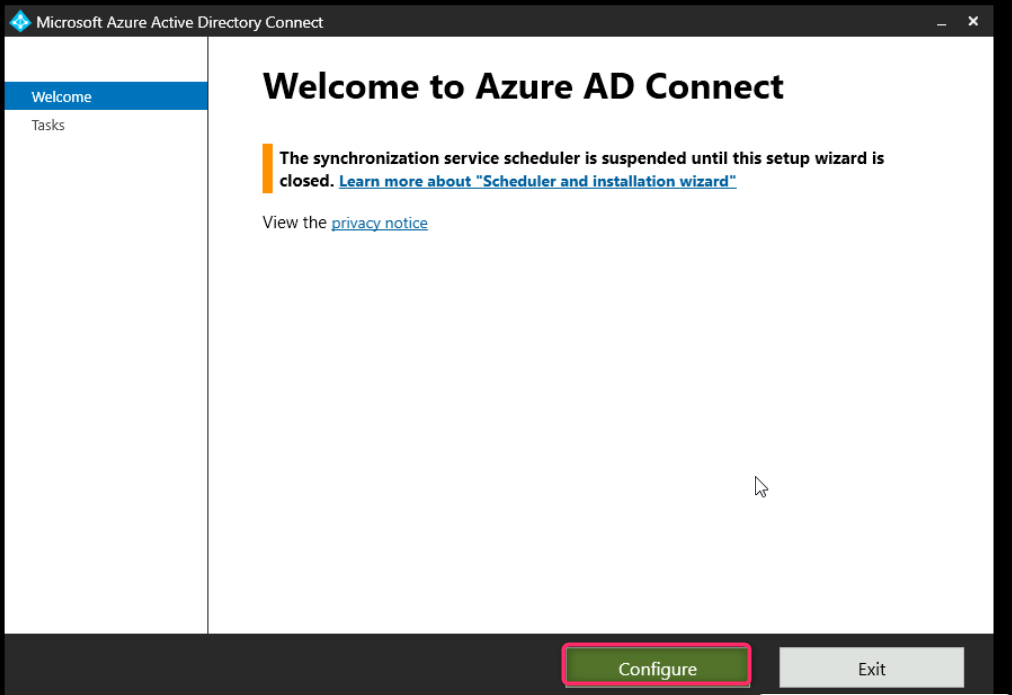 Microsoft Azure Active Directory Connect
Welcome
Tasks
Welcome to Azure AD Connect
The synchronization service scheduler is suspended until this setup wizard is
closed. Learn more about "Scheduler and installation wizard"
View the privacy notice
Configure
Exit